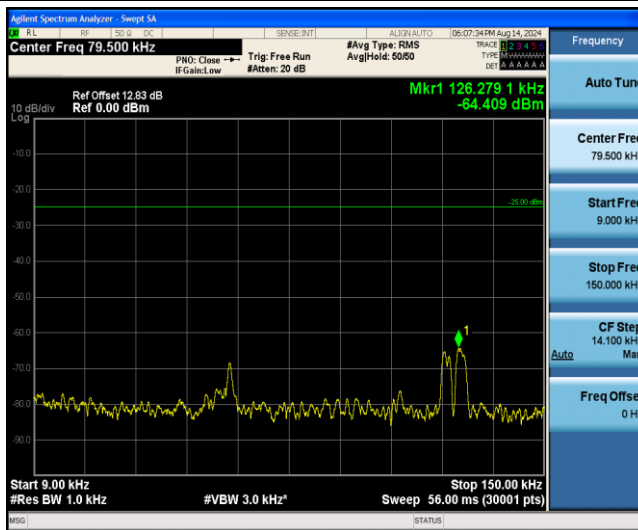 Agilent Spectrum Analyzer - Swept SA
RL RF 50 Ω DC SENSE:INT ALIGN AUTO 06:07:34 PM Aug 14, 2024
Center Freq 79.500 kHz
PNO: Close
IFGain:Low
Trig: Free Run
#Atten: 20 dB
#Avg Type: RMS
Avg|Hold: 50/50
TRACE 1 2 3 4 5 6
TYPE
DET A A A A A A
Mkr1 126.279 1 kHz
-64.409 dBm
Ref Offset 12.83 dB
10 dB/div Ref 0.00 dBm
Log
-10.0
-20.0
-25.00 dBm
-30.0
-40.0
-50.0
-60.0
1
-70.0
-80.0
-90.0
Start 9.00 kHz Stop 150.00 kHz
#Res BW 1.0 kHz #VBW 3.0 kHz* Sweep 56.00 ms (30001 pts)
MSG STATUS
Frequency
Auto Tun
Center Fre
79.500 kH
Start Fre
9.000 kH
Stop Fre
150.000 kH
CF Step
14.100 kH
Auto Ma
Freq Offse
0 H